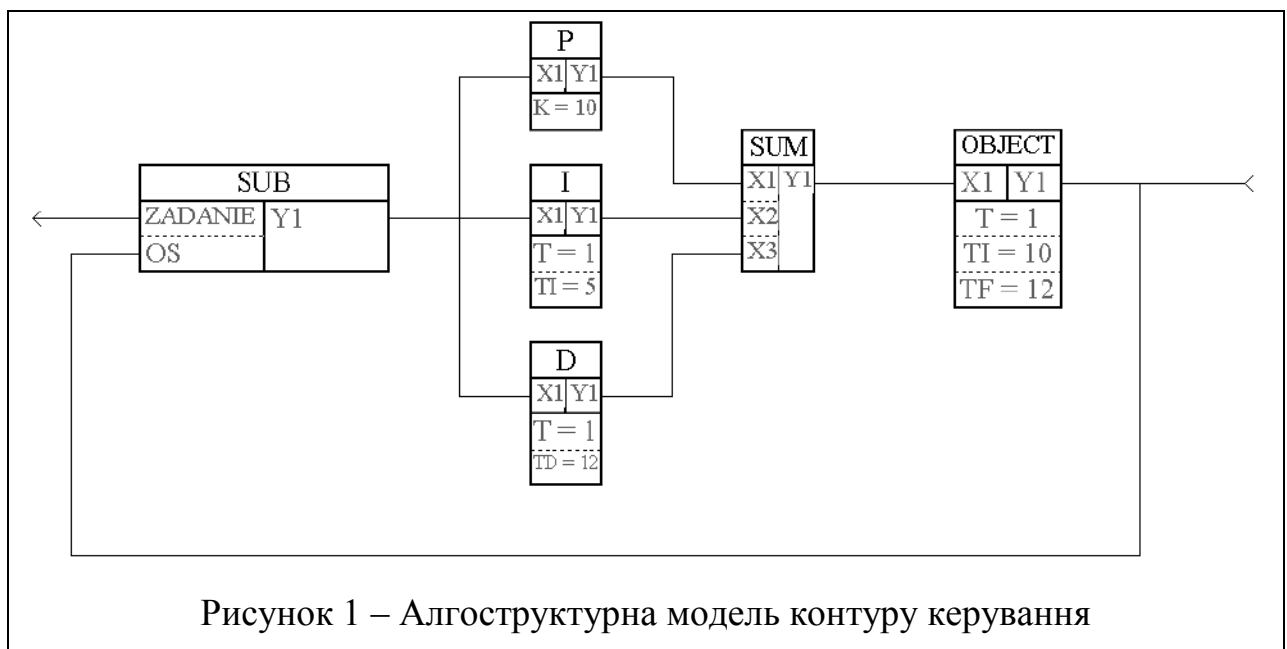 P
X1 Y1
K = 10
SUB
ZADANIE Y1
OS
I
X1 Y1
T = 1
TI = 5
D
X1 Y1
T = 1
TD = 12
SUM
X1 Y1
X2
X3
OBJECT
X1 Y1
T = 1
TI = 10
TF = 12
Рисунок 1 – Алгоструктурна модель контуру керування